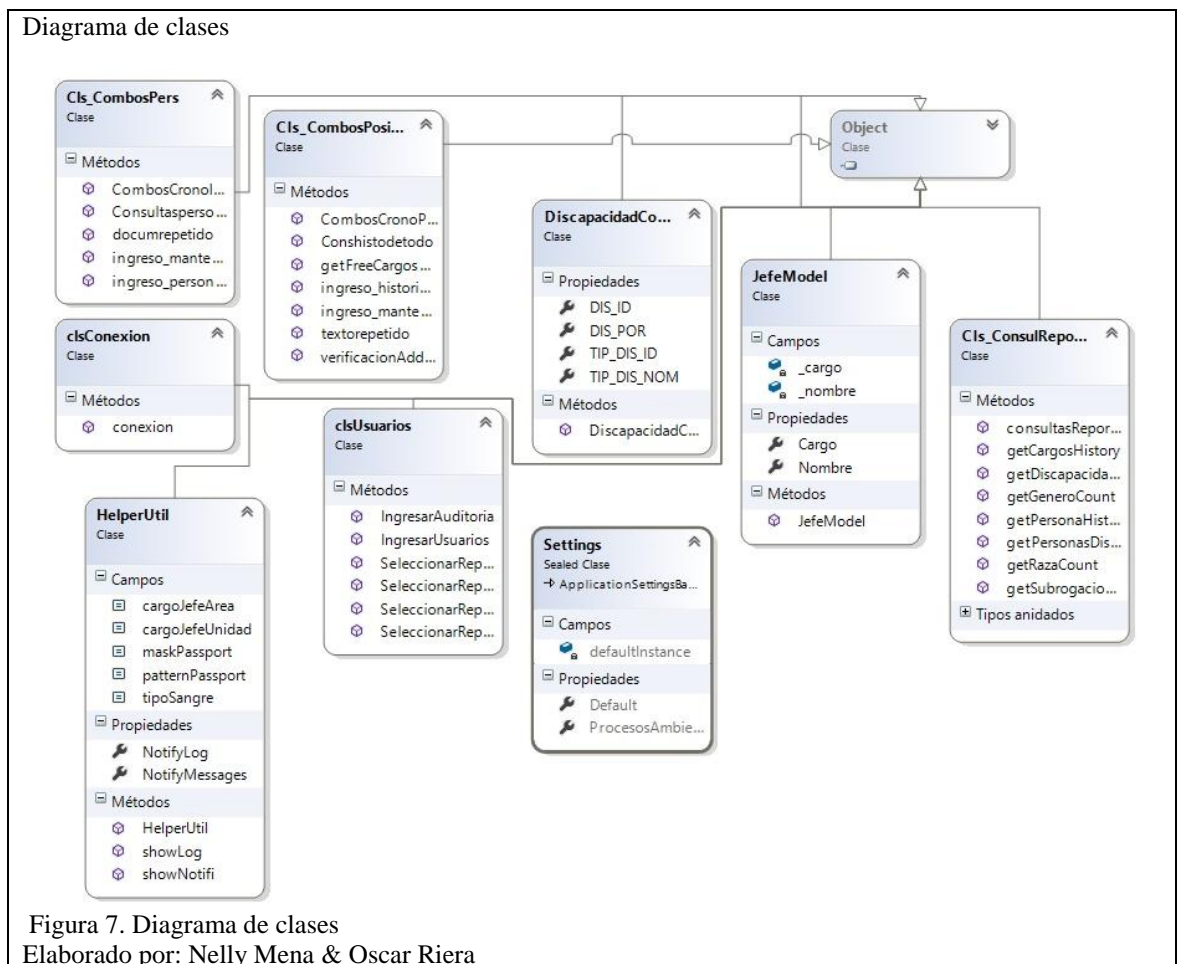 Diagrama de clases
Cls_CombosPers
Clase
Métodos
CombosCronol...
Consultasperso...
documrepetido
ingreso_mante...
ingreso_person...
Cls_CombosPosi...
Clase
Métodos
CombosCronoP...
Conshistodetodo
getFreeCargos...
ingreso_histori...
ingreso_mante...
textorepetido
verificacionAdd...
Object
Clase
DiscapacidadCo...
Clase
Propiedades
DIS_ID
DIS_POR
TIP_DIS_ID
TIP_DIS_NOM
Métodos
DiscapacidadC...
JefeModel
Clase
Campos
_cargo
_nombre
Propiedades
Cargo
Nombre
Métodos
JefeModel
Cls_ConsulRepo...
Clase
Métodos
consultasRepor...
getCargosHistory
getDiscapacida...
getGeneroCount
getPersonaHist...
getPersonasDis...
getRazaCount
getSubrogacio...
Tipos anidados
clsConexion
Clase
Métodos
conexion
clsUsuarios
Clase
Métodos
IngresarAuditoria
IngresarUsuarios
SeleccionarRep...
SeleccionarRep...
SeleccionarRep...
SeleccionarRep...
HelperUtil
Clase
Campos
cargoJefeArea
cargoJefeUnidad
maskPassport
patternPassport
tipoSangre
Propiedades
NotifyLog
NotifyMessages
Métodos
HelperUtil
showLog
showNotifi
Settings
Sealed Clase
ApplicationSettingsBa...
Campos
defaultInstance
Propiedades
Default
ProcesosAmbie...
Figura 7. Diagrama de clases
Elaborado por: Nelly Mena & Oscar Riera